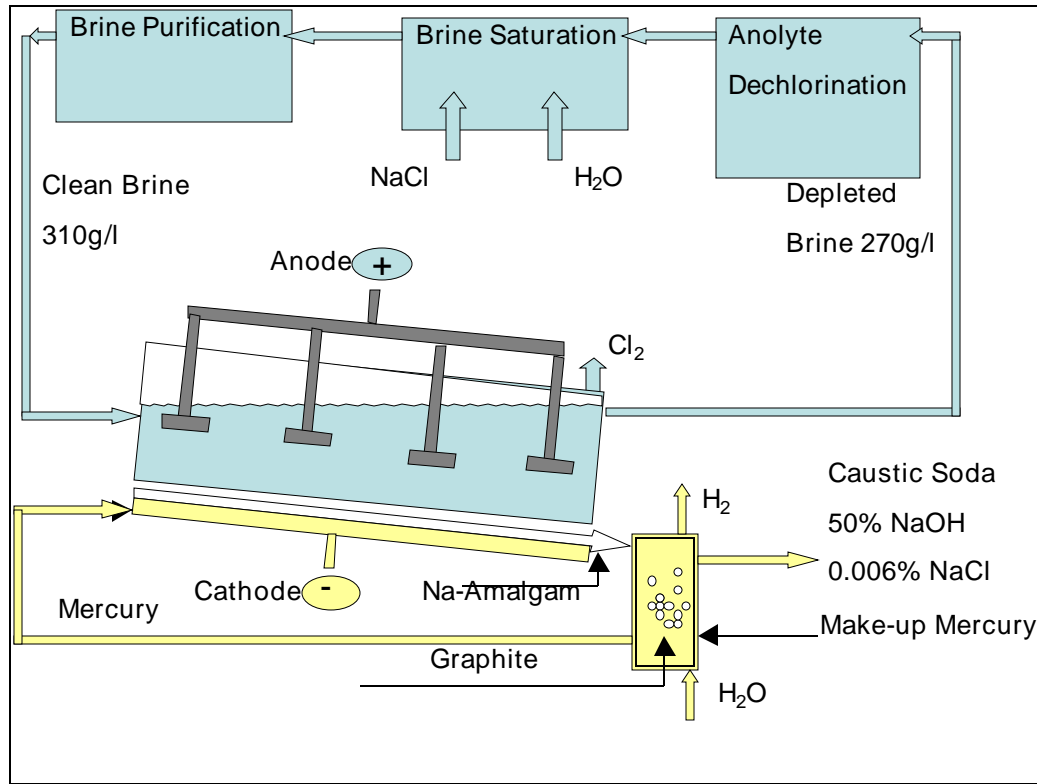 Brine Purification
Brine Saturation
Anolyte
Dechlorination
NaCl
H₂O
Clean Brine
310g/l
Depleted
Brine 270g/l
Anode
+
Cl₂
Caustic Soda
50% NaOH
0.006% NaCl
H₂
Cathode
-
Na-Amalgam
Mercury
Make-up Mercury
Graphite
H₂O